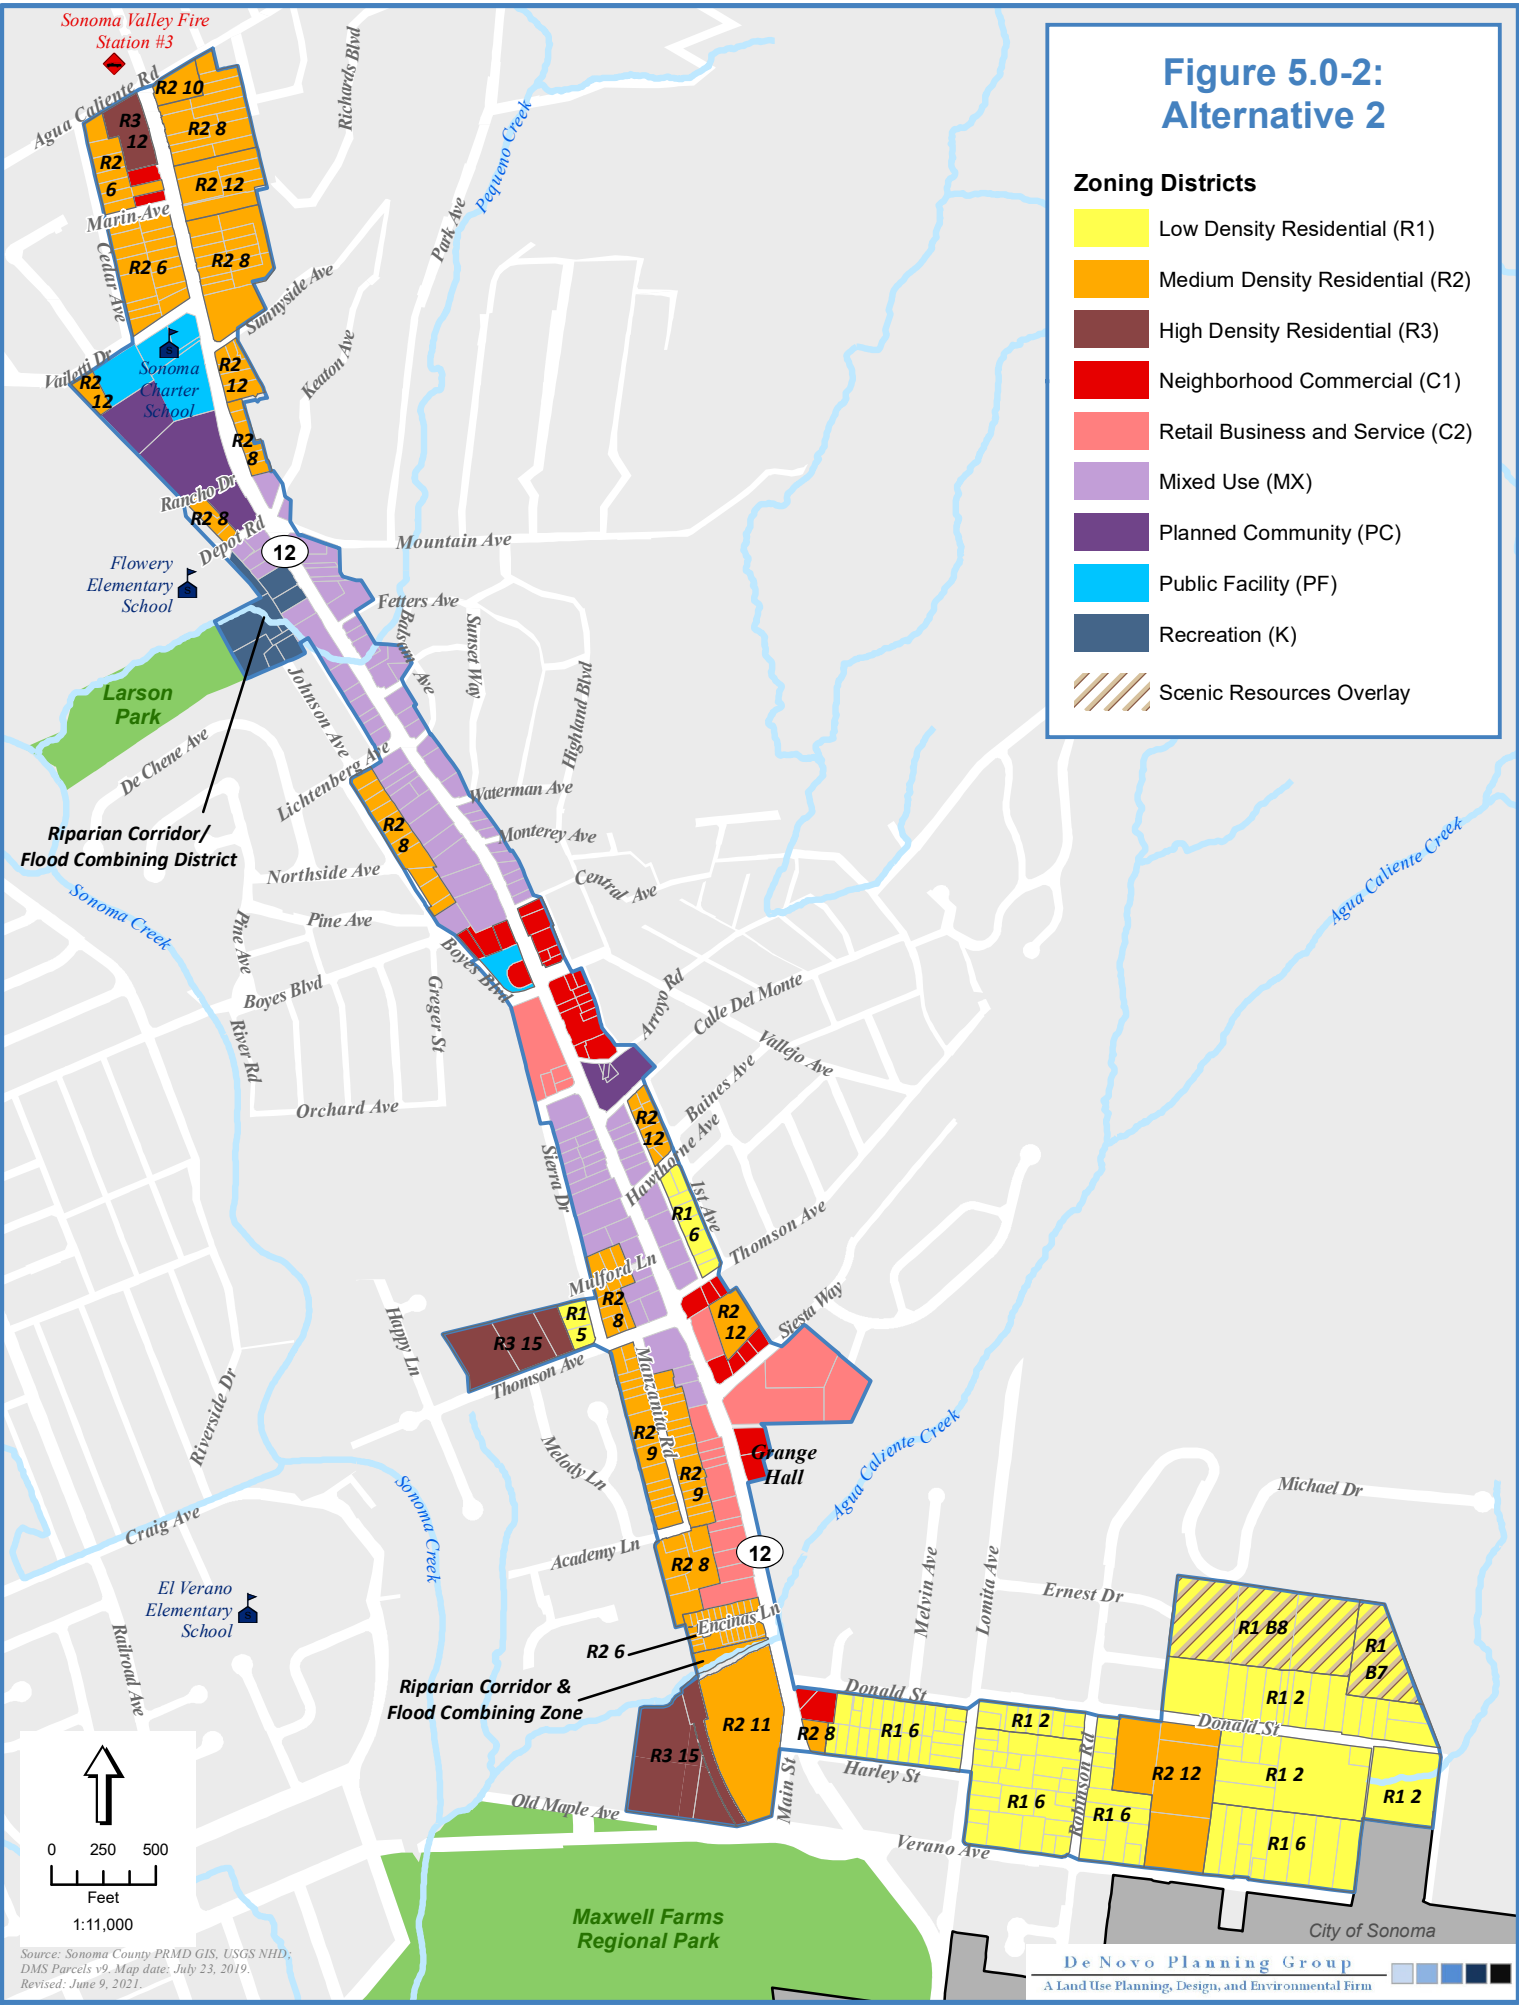 Sonoma Valley Fire
Station #3
Agua Caliente Rd
Richards Blvd
Pequeno Creek
Park Ave
R2 10
R3
12
R2 8
R2
6
R2 12
Marin Ave
Cedar Ave
R2 6
R2 8
Sunnyside Ave
Keaton Ave
Vailetti Dr
R2
12
Sonoma
Charter
School
S
R2
12
R2
8
Rancho Dr
R2 8
Depot Rd
12
Mountain Ave
Flowery
Elementary
School
S
Fetters Ave
Balsam Ave
Sunset Way
Highland Blvd
Larson
Park
Johnson Ave
De Chene Ave
Lichtenberg Ave
Waterman Ave
Monterey Ave
Riparian Corridor/
Flood Combining District
R2
8
Northside Ave
Central Ave
Sonoma Creek
Pine Ave
Pine Ave
Boyes Blvd
Boyes Blvd
Greger St
River Rd
Orchard Ave
Arroyo Rd
Calle Del Monte
Vallejo Ave
Baines Ave
Hawthorne Ave
R2
12
Sierra Dr
1st Ave
R1
6
Thomson Ave
Agua Caliente Creek
Mulford Ln
R2
8
R1
5
R3 15
Thomson Ave
Happy Ln
R2
12
Siesta Way
Manzanita Rd
Riverside Dr
Melody Ln
R2
9
R2
9
Grange
Hall
Agua Caliente Creek
Craig Ave
Sonoma Creek
Academy Ln
R2 8
12
Michael Dr
Melvin Ave
Lomita Ave
Ernest Dr
El Verano
Elementary
School
S
Railroad Ave
Encinas Ln
R2 6
Riparian Corridor &
Flood Combining Zone
R1 B8
R1
B7
R1 2
Donald St
Donald St
R2 11
R2 8
R1 6
R1 2
R3 15
Main St
Harley St
Robinson Rd
R2 12
R1 2
R1 2
R1 6
R1 6
R1 6
Old Maple Ave
Verano Ave
Maxwell Farms
Regional Park
City of Sonoma
Figure 5.0-2:
Alternative 2
Zoning Districts
Low Density Residential (R1)
Medium Density Residential (R2)
High Density Residential (R3)
Neighborhood Commercial (C1)
Retail Business and Service (C2)
Mixed Use (MX)
Planned Community (PC)
Public Facility (PF)
Recreation (K)
Scenic Resources Overlay
0 250 500
Feet
1:11,000
Source: Sonoma County PRMD GIS, USGS NHD;
DMS Parcels v9. Map date: July 23, 2019.
Revised: June 9, 2021.
De Novo Planning Group
A Land Use Planning, Design, and Environmental Firm